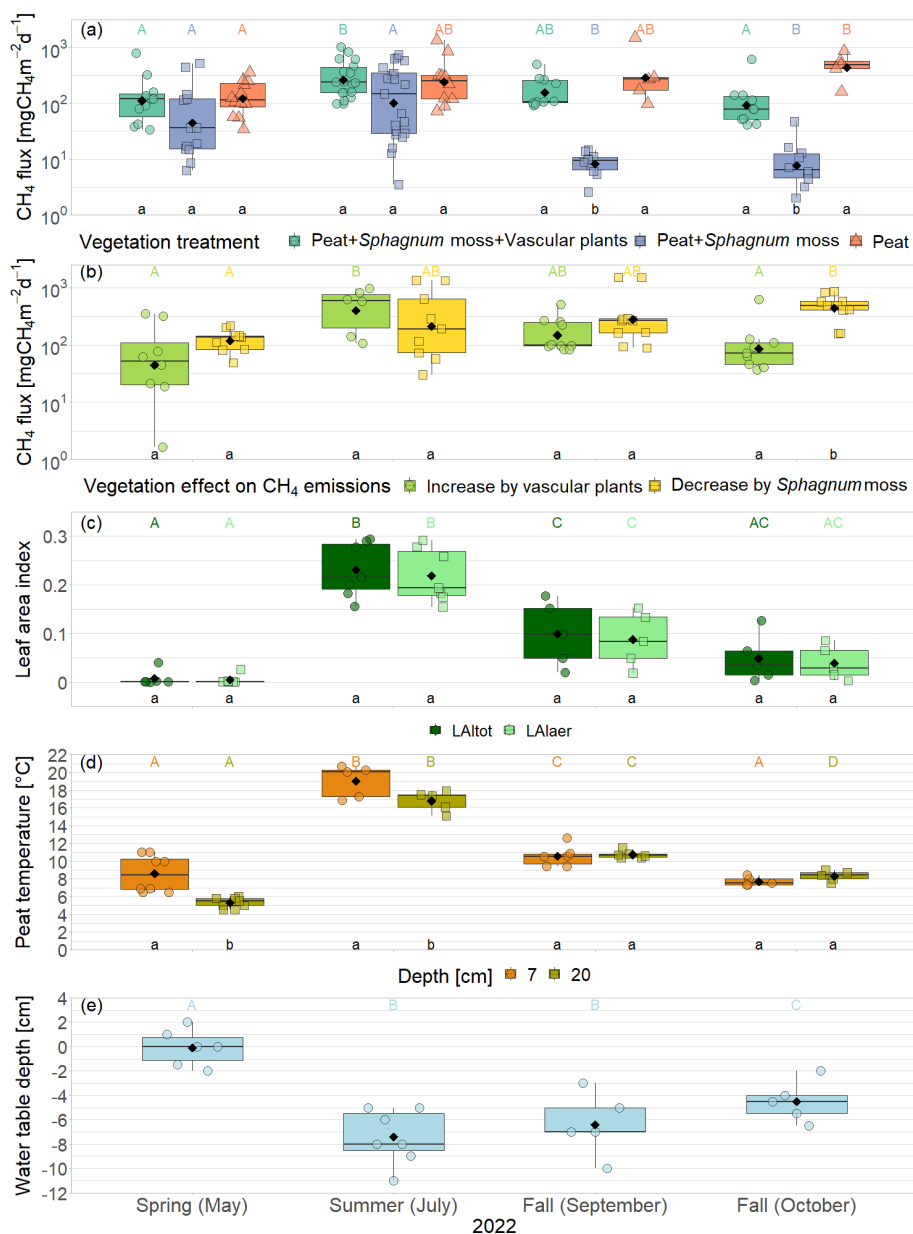 (a) A A A B A AB AB B AB A B B
CH₄ flux [mgCH₄m⁻²d⁻¹]
10³
10²
10¹
10⁰
a a a a a a a b a a b a
Vegetation treatment Peat+Sphagnum moss+Vascular plants Peat+Sphagnum moss Peat
(b) A A B AB AB AB A B
CH₄ flux [mgCH₄m⁻²d⁻¹]
10³
10²
10¹
10⁰
a a a a a a a b
Vegetation effect on CH₄ emissions Increase by vascular plants Decrease by Sphagnum moss
(c) A A B B C C AC AC
Leaf area index
0.3
0.2
0.1
0
a a a a a a a a
LAItot LAIaer
(d) A A B B C C A D
Peat temperature [°C]
22
20
18
16
14
12
10
8
6
4
2
0
a b a b a a a a
Depth [cm] 7 20
(e) A B B C
Water table depth [cm]
4
2
0
-2
-4
-6
-8
-10
-12
Spring (May) Summer (July) Fall (September) Fall (October)
2022